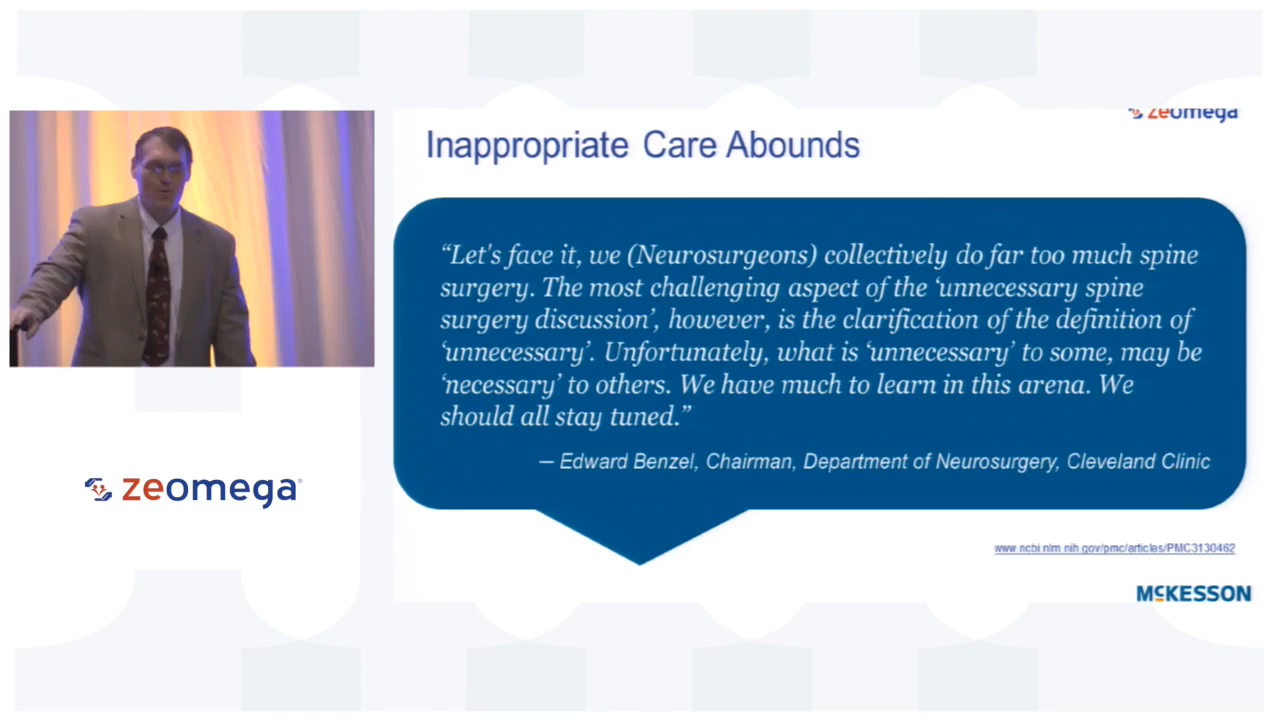 zeomega
Inappropriate Care Abounds
“Let's face it, we (Neurosurgeons) collectively do far too much spine
surgery. The most challenging aspect of the ‘unnecessary spine
surgery discussion’, however, is the clarification of the definition of
‘unnecessary’. Unfortunately, what is ‘unnecessary’ to some, may be
‘necessary’ to others. We have much to learn in this arena. We
should all stay tuned.”
— Edward Benzel, Chairman, Department of Neurosurgery, Cleveland Clinic
zeomega®
www.ncbi.nlm.nih.gov/pmc/articles/PMC3130462
MCKESSON